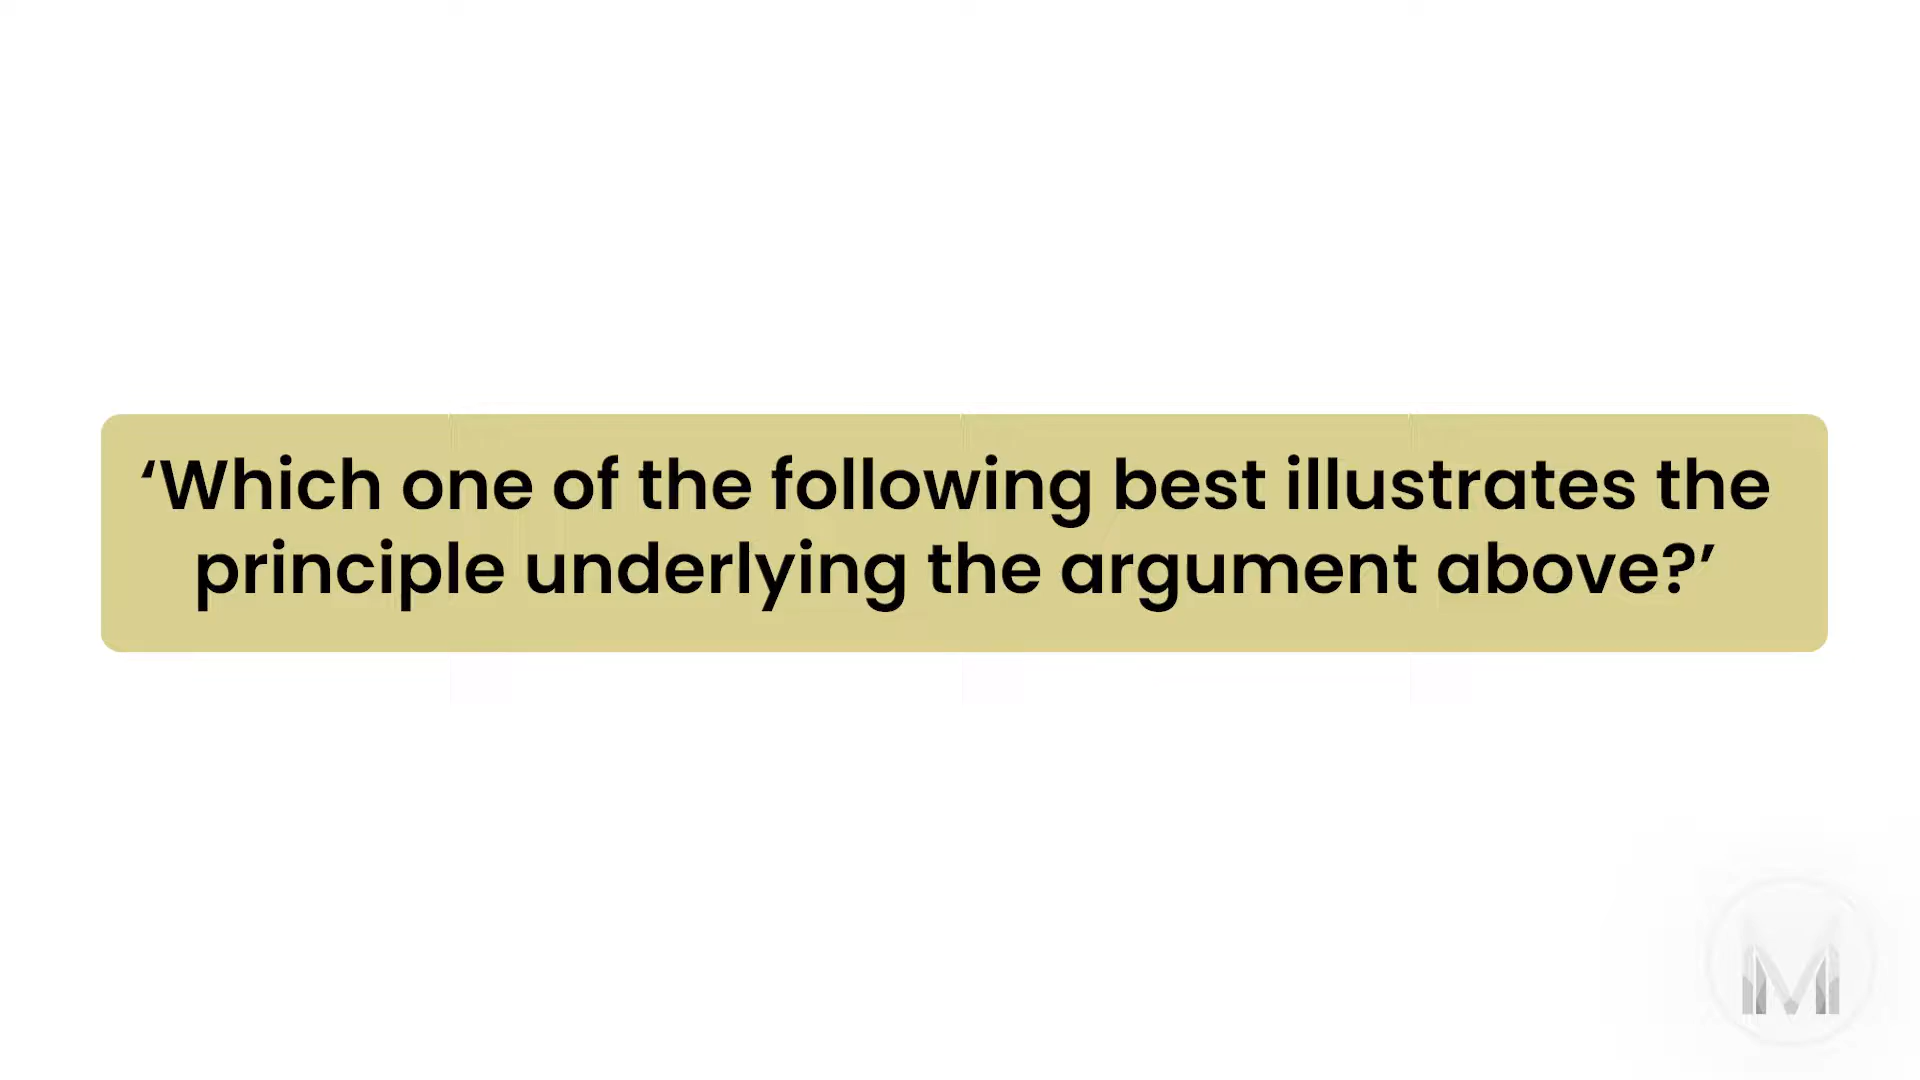 ‘Which one of the following best illustrates the
principle underlying the argument above?’
M